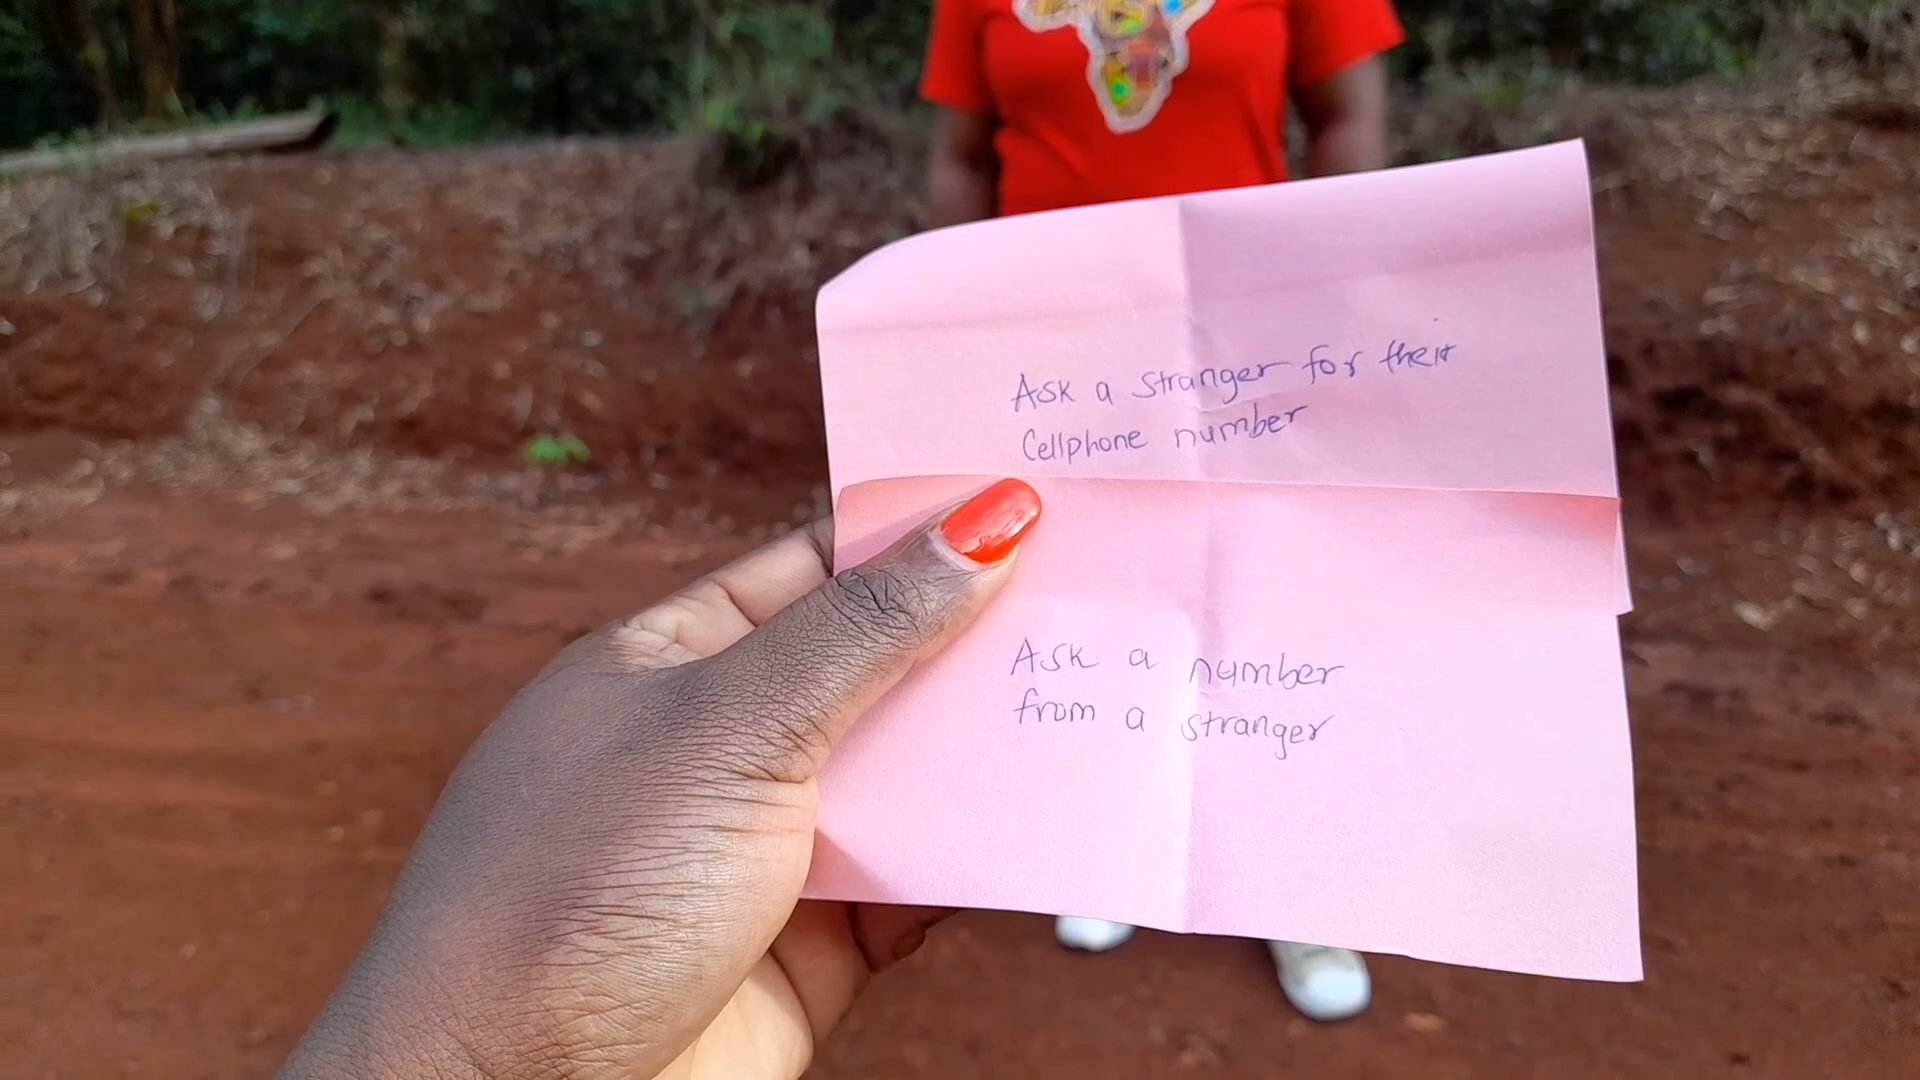 Ask a stranger for their
Cellphone number
Ask a number
from a stranger